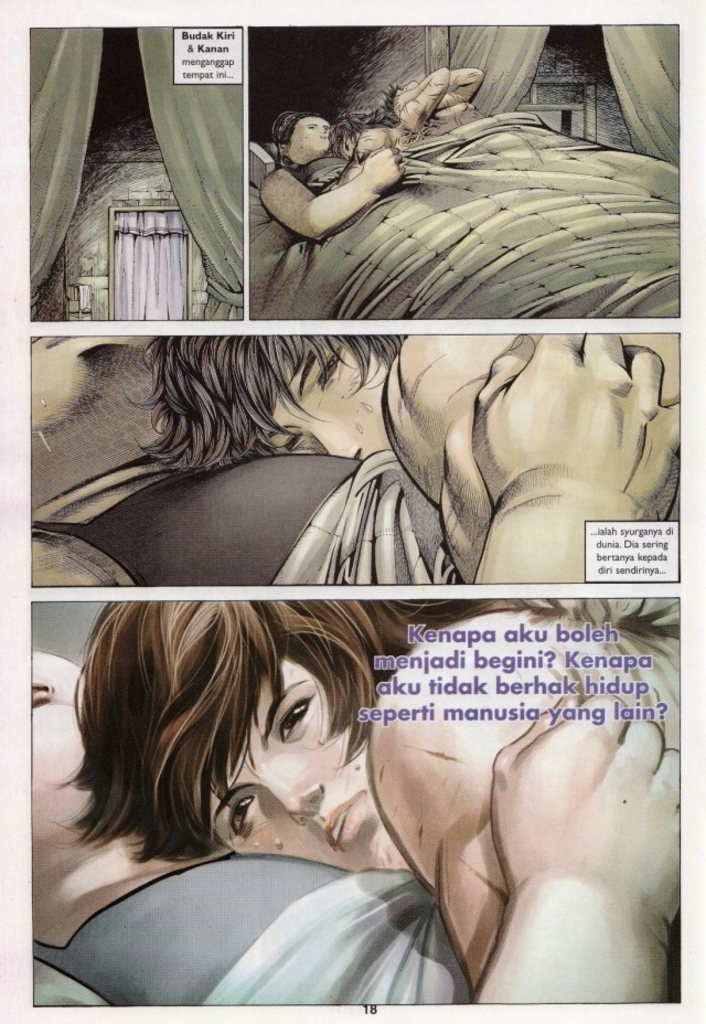 Budak Kiri
& Kanan
menganggap
tempat ini...
...ialah syurganya di
dunia. Dia sering
bertanya kepada
diri sendirinya...
Kenapa aku boleh
menjadi begini? Kenapa
aku tidak berhak hidup
seperti manusia yang lain?
18